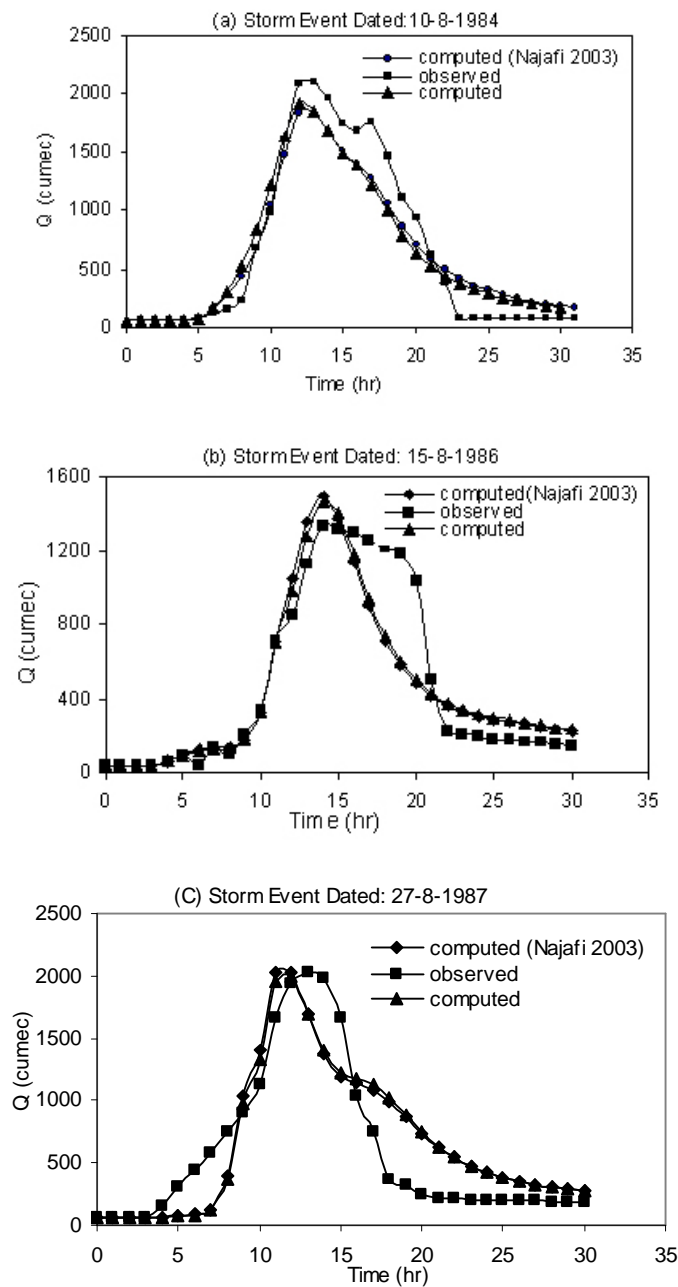 (a) Storm Event Dated:10-8-1984
2500
2000
1500
1000
500
0
Q (cumec)
computed (Najafi 2003)
observed
computed
0 5 10 15 20 25 30 35
Time (hr)
(b) Storm Event Dated: 15-8-1986
1600
1200
800
400
0
Q (cumec)
computed(Najafi 2003)
observed
computed
0 5 10 15 20 25 30 35
Time (hr)
(C) Storm Event Dated: 27-8-1987
2500
2000
1500
1000
500
0
Q (cumec)
computed (Najafi 2003)
observed
computed
0 5 10 15 20 25 30 35
Time (hr)